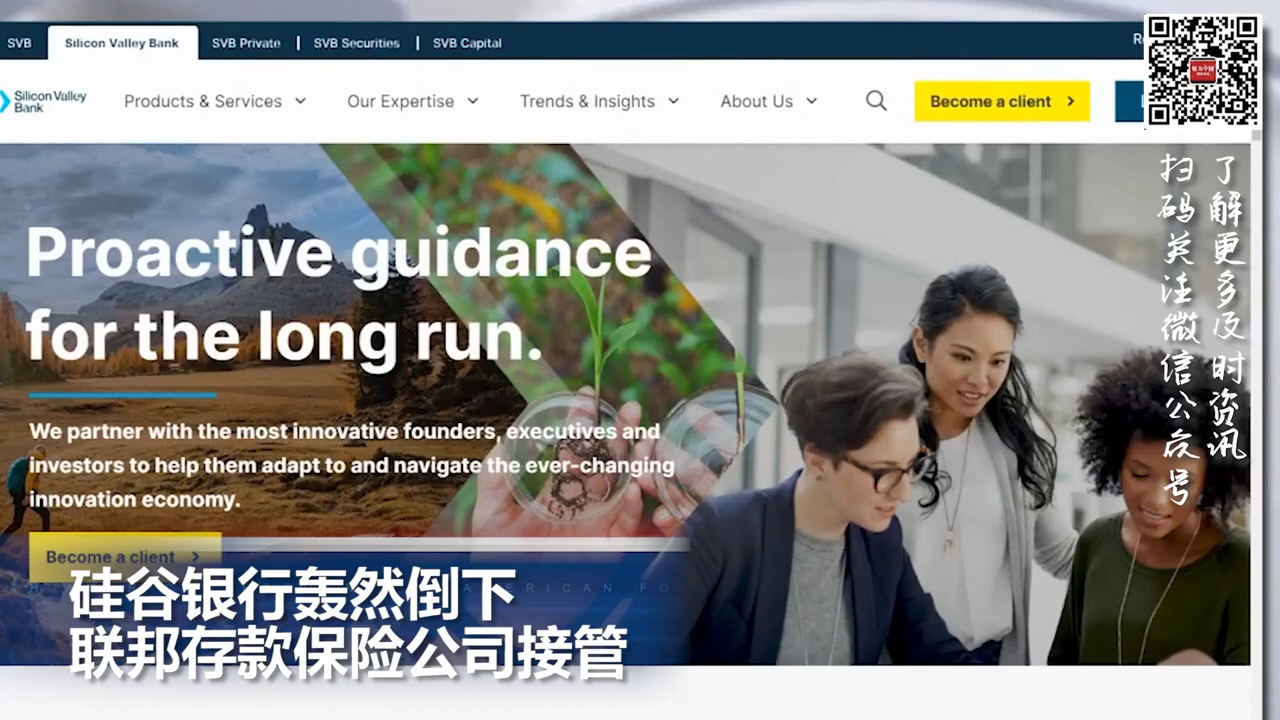 SVB
Silicon Valley Bank
SVB Private
SVB Securities
SVB Capital
Silicon Valley
Bank
Products & Services
Our Expertise
Trends & Insights
About Us
Become a client
Proactive guidance
for the long run.
We partner with the most innovative founders, executives and
investors to help them adapt to and navigate the ever-changing
innovation economy.
Become a client
了解更多及时资讯
扫码关注微信公众号
硅谷银行轰然倒下
联邦存款保险公司接管